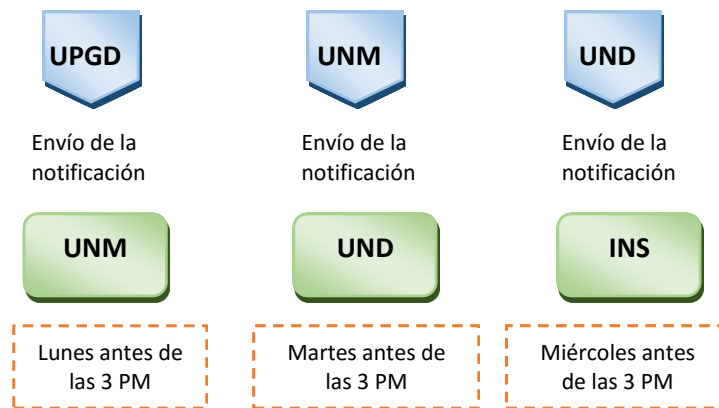 UPGD
UNM
UND
Envío de la
notificación
Envío de la
notificación
Envío de la
notificación
UNM
UND
INS
Lunes antes de
las 3 PM
Martes antes de
las 3 PM
Miércoles antes
de las 3 PM